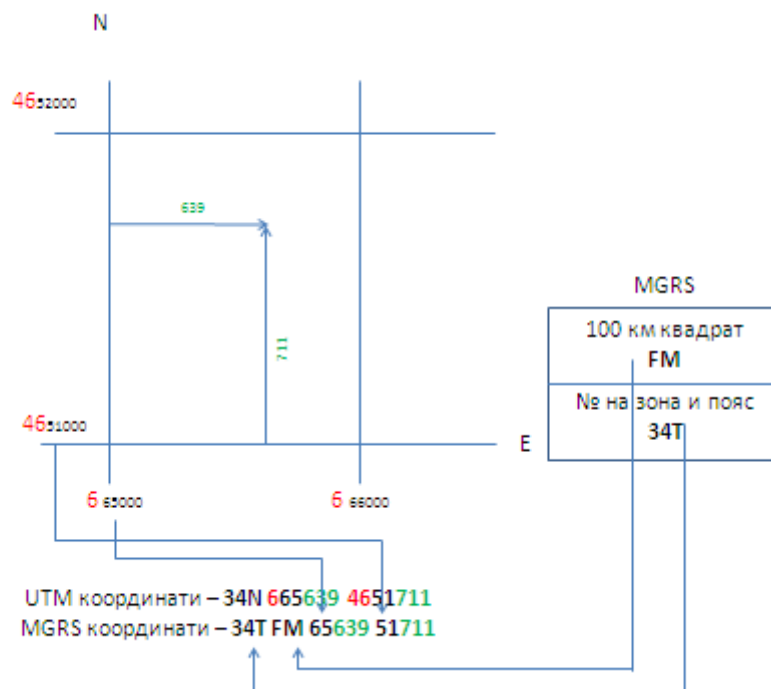 N
4652000
639
711
MGRS
100 км квадрат
FM
№ на зона и пояс
34T
4651000
E
6 65000
6 66000
UTM координати – 34N 665639 4651711
MGRS координати – 34T FM 65639 51711